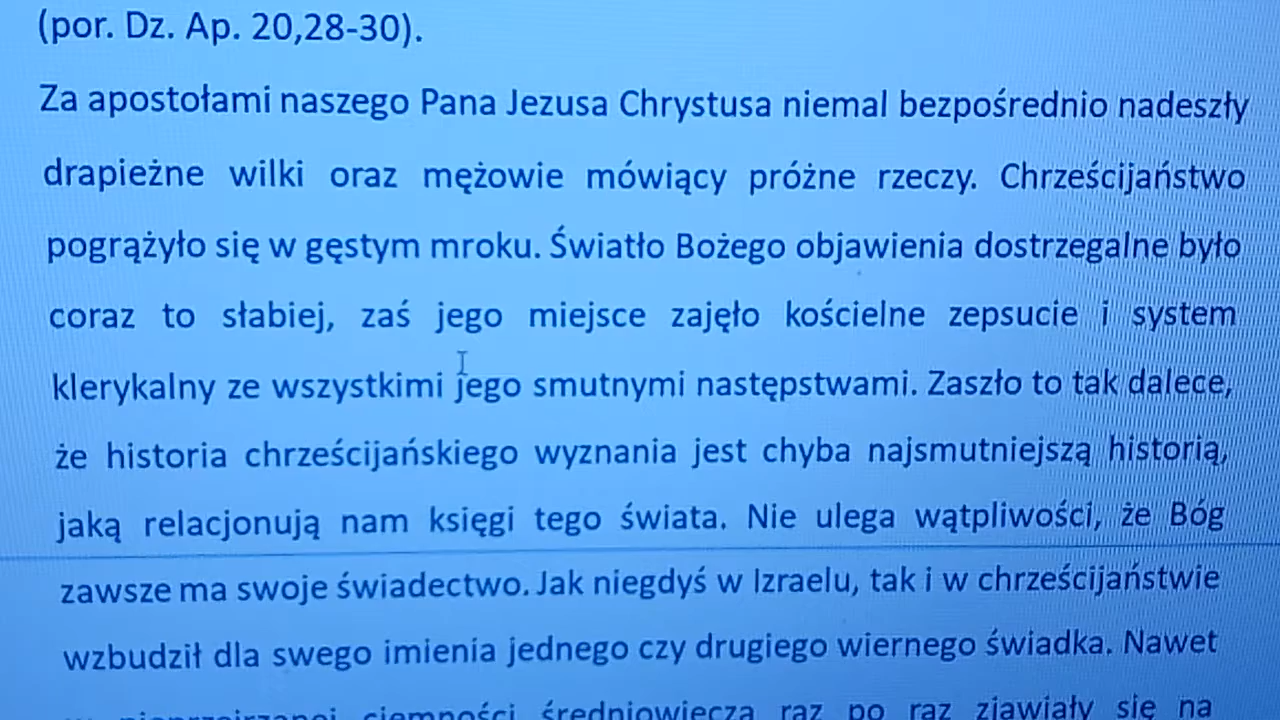 (por. Dz. Ap. 20,28-30).
Za apostołami naszego Pana Jezusa Chrystusa niemal bezpośrednio nadeszły
drapieżne wilki oraz mężowie mówiący próżne rzeczy. Chrześcijaństwo
pogrążyło się w gęstym mroku. Światło Bożego objawienia dostrzegalne było
coraz to słabiej, zaś jego miejsce zajęło kościelne zepsucie i system
klerykalny ze wszystkimi jego smutnymi następstwami. Zaszło to tak dalece,
że historia chrześcijańskiego wyznania jest chyba najsmutniejszą historią,
jaką relacjonują nam księgi tego świata. Nie ulega wątpliwości, że Bóg
zawsze ma swoje świadectwo. Jak niegdyś w Izraelu, tak i w chrześcijaństwie
wzbudził dla swego imienia jednego czy drugiego wiernego świadka. Nawet
ciemności średniowiecza raz po raz zjawiały się na